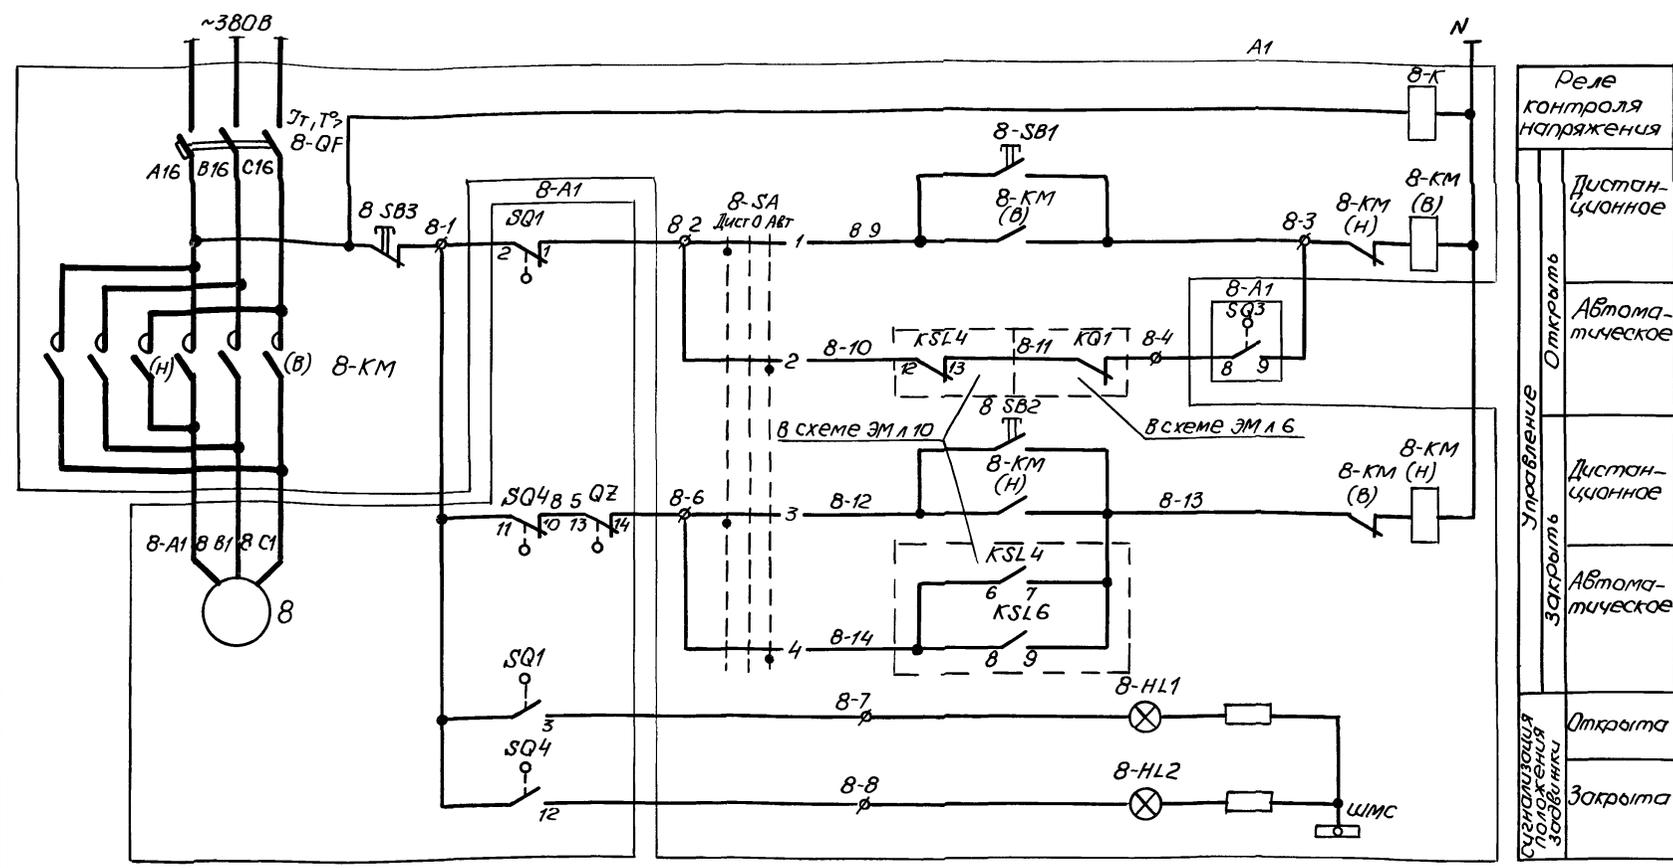 ~380В
N
A1
8-К
Реле
контроля
напряжения
Iт, T°>
8-QF
A16 B16 C16
8-SB1
8-КМ
(В)
8-A1
8 SB3
8-1
SQ1
2 1
8 2
8-SA
Дист О Авт
1
8 9
8-КМ
(В)
8-3
8-КМ
(Н)
Дистан-
ционное
8-A1
SQ3
8 9
Автома-
тическое
Открыть
(Н)
(В)
8-КМ
2
8-10
KSL4
12 13
8-11
KQ1
8-4
В схеме ЭМ л 10
В схеме ЭМ л 6
8 SB2
8-КМ
(Н)
Управление
SQ4
11 10
8 5
QZ
13 14
8-6
3
8-12
8-13
8-КМ
(В)
8-КМ
(Н)
Дистан-
ционное
8-A1 8 B1 8 C1
8
KSL4
6 7
KSL6
8 9
4
8-14
Автома-
тическое
Закрыть
SQ1
3
8-7
8-HL1
Открыта
SQ4
12
8-8
8-HL2
ШМС
Закрыта
Сигнализация
положения
задвижки